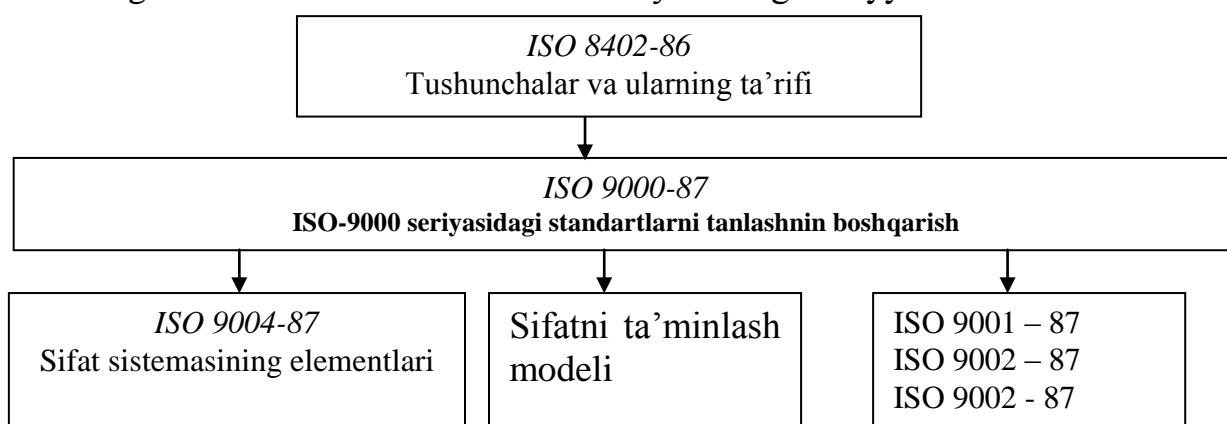 ISO 8402-86
Tushunchalar va ularning ta’rifi
ISO 9000-87
ISO-9000 seriyasidagi standartlarni tanlashnin boshqarish
ISO 9004-87
Sifat sistemasining elementlari
Sifatni ta’minlash
modeli
ISO 9001 – 87
ISO 9002 – 87
ISO 9002 - 87